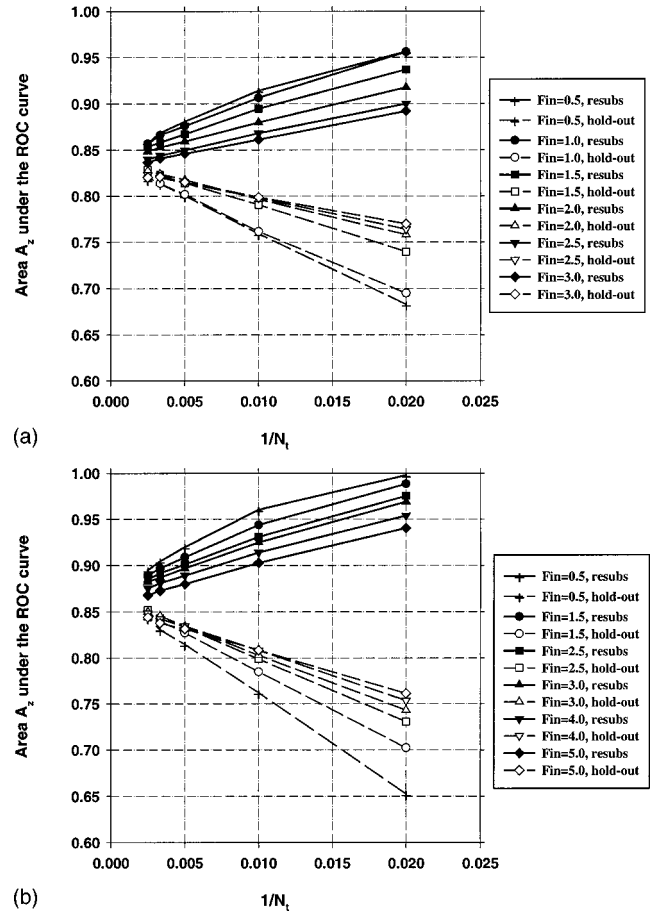 1.00
0.95
0.90
0.85
0.80
0.75
0.70
0.65
0.60
Area Az under the ROC curve
0.000 0.005 0.010 0.015 0.020 0.025
1/Nt
(a)
Fin=0.5, resubs
Fin=0.5, hold-out
Fin=1.0, resubs
Fin=1.0, hold-out
Fin=1.5, resubs
Fin=1.5, hold-out
Fin=2.0, resubs
Fin=2.0, hold-out
Fin=2.5, resubs
Fin=2.5, hold-out
Fin=3.0, resubs
Fin=3.0, hold-out
1.00
0.95
0.90
0.85
0.80
0.75
0.70
0.65
0.60
Area Az under the ROC curve
0.000 0.005 0.010 0.015 0.020 0.025
1/Nt
(b)
Fin=0.5, resubs
Fin=0.5, hold-out
Fin=1.5, resubs
Fin=1.5, hold-out
Fin=2.5, resubs
Fin=2.5, hold-out
Fin=3.0, resubs
Fin=3.0, hold-out
Fin=4.0, resubs
Fin=4.0, hold-out
Fin=5.0, resubs
Fin=5.0, hold-out